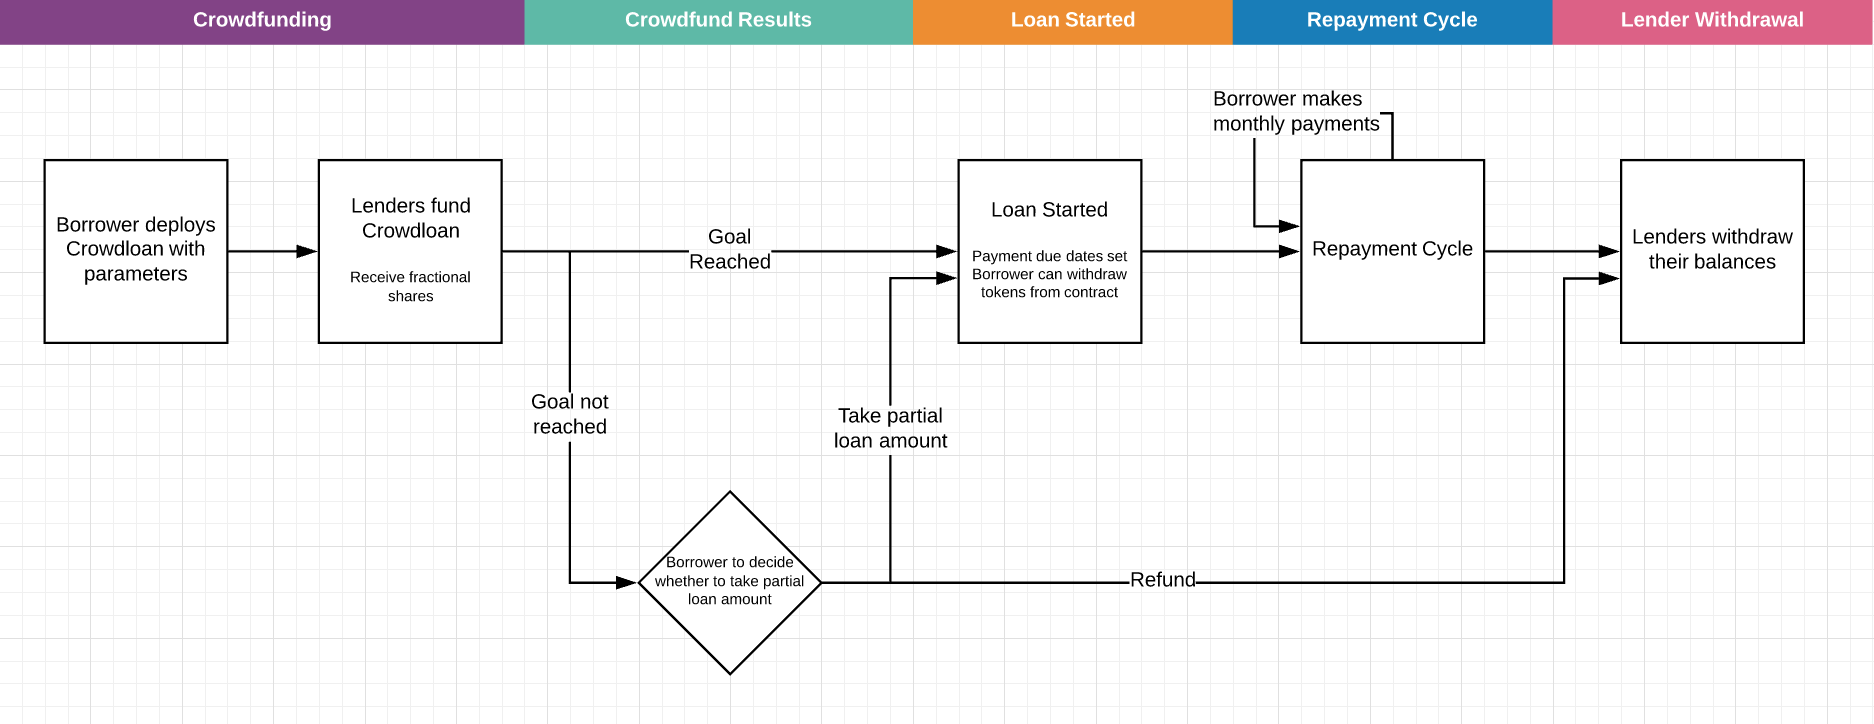 Crowdfunding
Crowdfund Results
Loan Started
Repayment Cycle
Lender Withdrawal
Borrower makes
monthly payments
Borrower deploys
Crowdloan with
parameters
Lenders fund
Crowdloan
Receive fractional
shares
Goal
Reached
Loan Started
Payment due dates set
Borrower can withdraw
tokens from contract
Repayment Cycle
Lenders withdraw
their balances
Goal not
reached
Take partial
loan amount
Borrower to decide
whether to take partial
loan amount
Refund